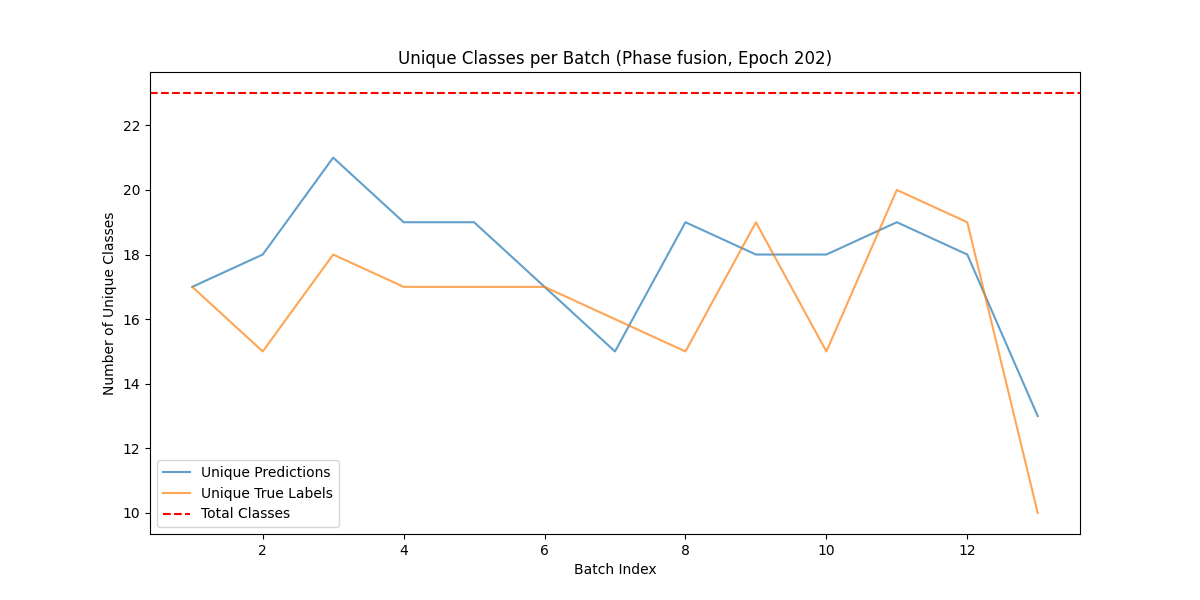 Unique Classes per Batch (Phase fusion, Epoch 202)
Number of Unique Classes
22
20
18
16
14
12
10
Unique Predictions
Unique True Labels
Total Classes
2 4 6 8 10 12
Batch Index